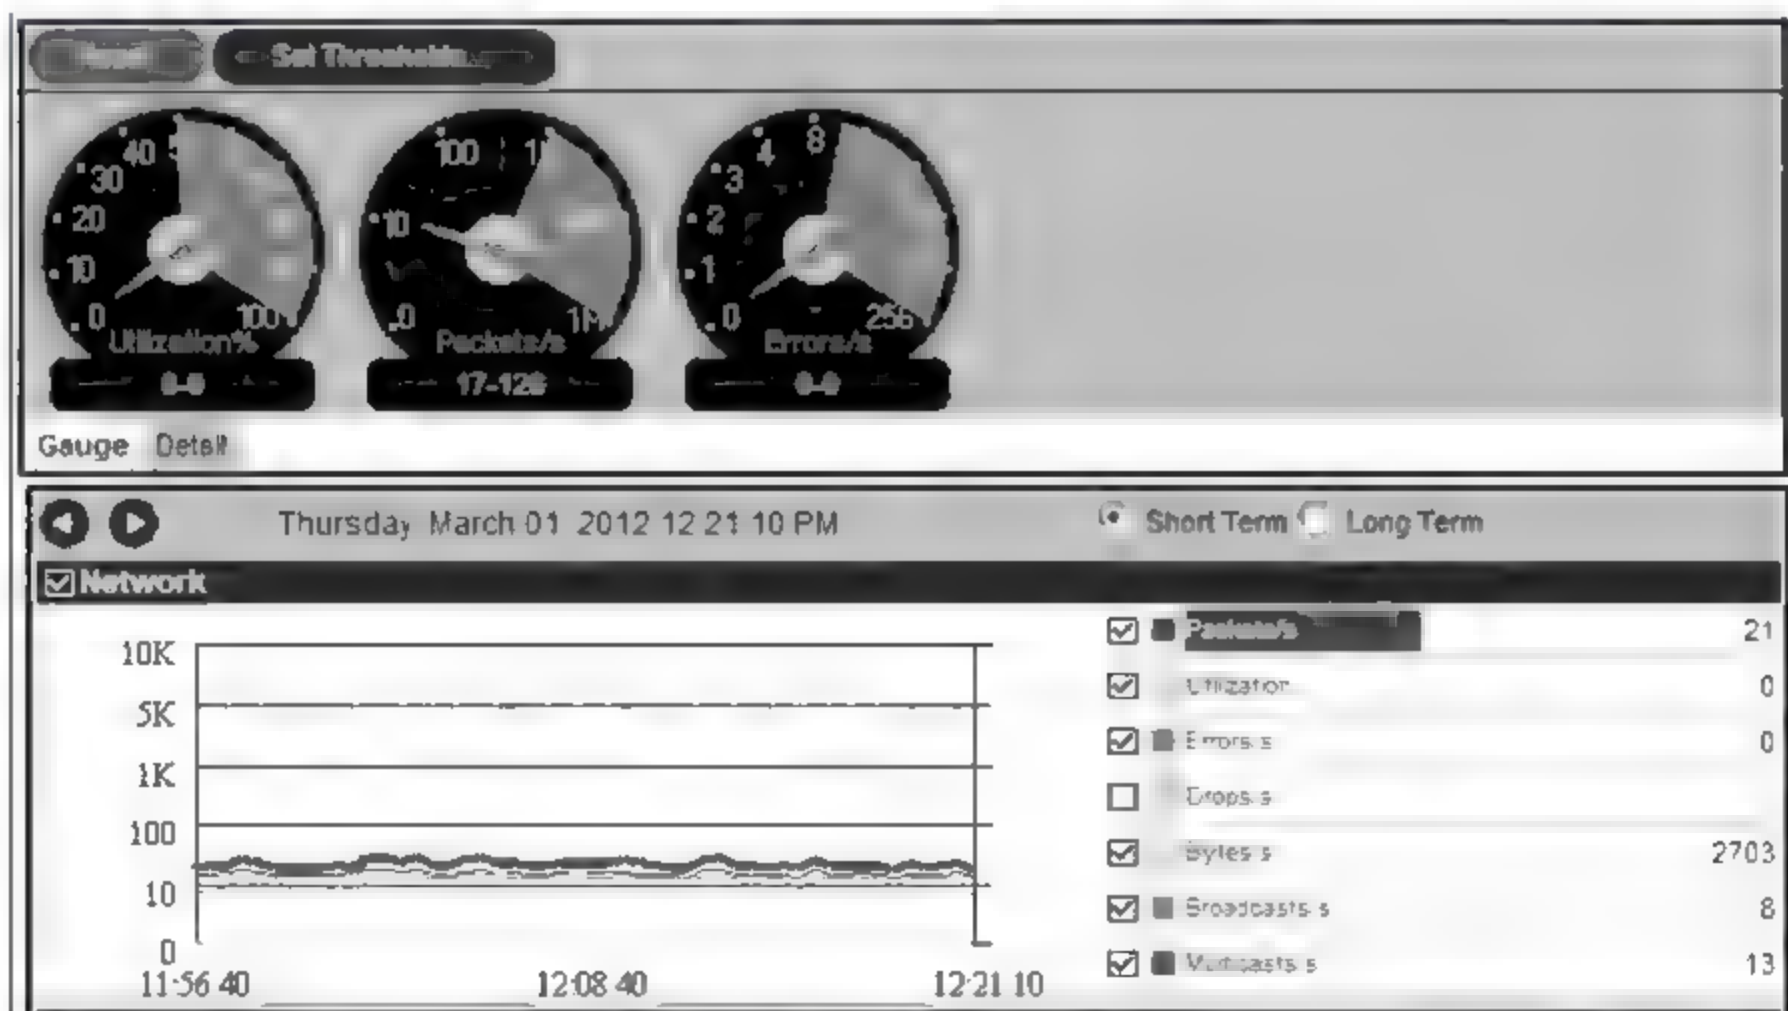 Set Thresholds
40
30
20
10
0
100
Utilization%
0-0
100
10
0
1M
Packets/s
17-128
8
4
3
2
1
0
256
Errors/s
0-0
Gauge Detail
Thursday March 01 2012 12 21 10 PM
Short Term Long Term
Network
10K
5K
1K
100
10
0
11:56 40 12:08 40 12:21 10
Packets/s 21
Utilization 0
Errors s 0
Drops s
Bytes s 2703
Broadcasts s 8
Multicasts s 13